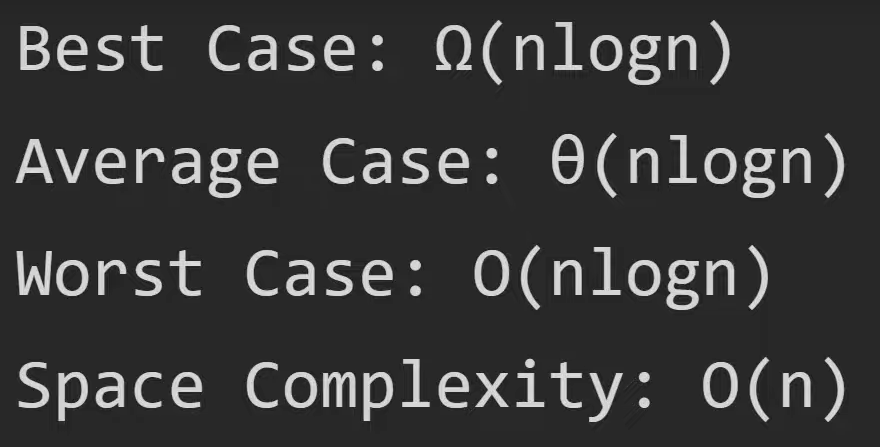 Best Case: Ω(nlogn)
Average Case: θ(nlogn)
Worst Case: O(nlogn)
Space Complexity: O(n)